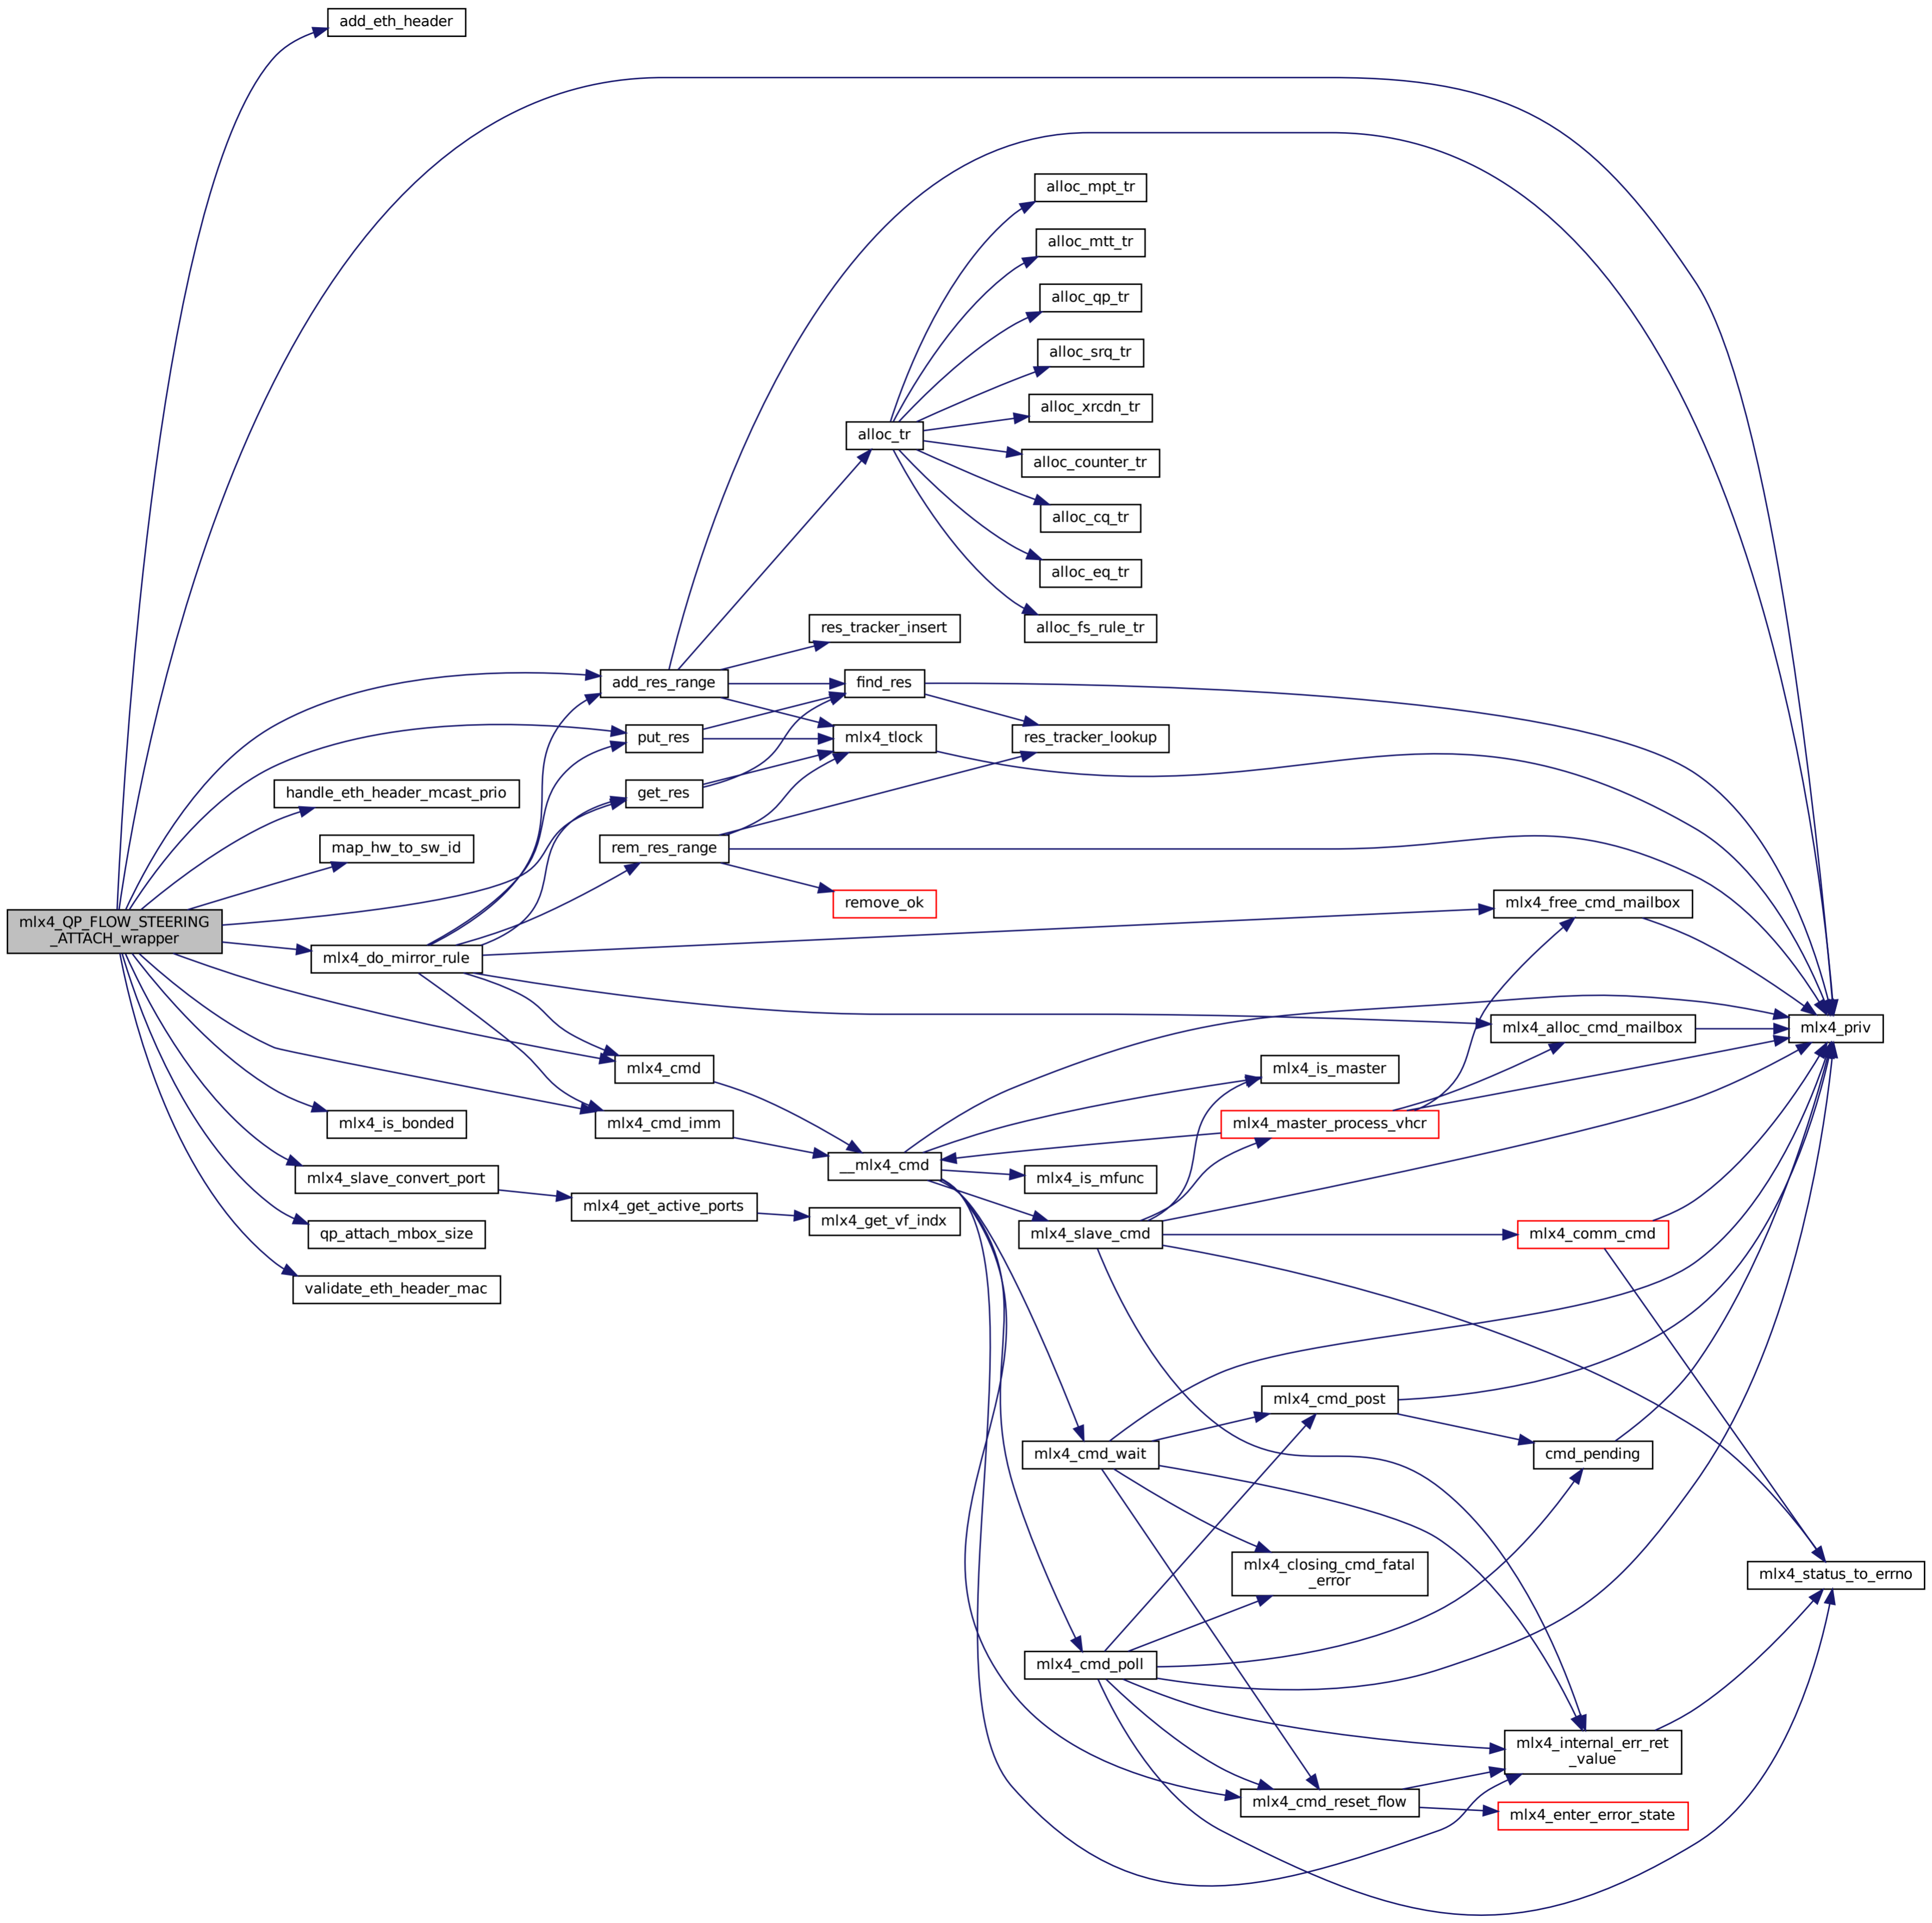 add_eth_header
alloc_mpt_tr
alloc_mtt_tr
alloc_qp_tr
alloc_srq_tr
alloc_xrcdn_tr
alloc_tr
alloc_counter_tr
alloc_cq_tr
alloc_eq_tr
alloc_fs_rule_tr
res_tracker_insert
add_res_range
find_res
put_res
mlx4_tlock
res_tracker_lookup
handle_eth_header_mcast_prio
get_res
map_hw_to_sw_id
rem_res_range
remove_ok
mlx4_free_cmd_mailbox
mlx4_QP_FLOW_STEERING
_ATTACH_wrapper
mlx4_do_mirror_rule
mlx4_alloc_cmd_mailbox
mlx4_priv
mlx4_cmd
mlx4_is_master
mlx4_is_bonded
mlx4_cmd_imm
mlx4_master_process_vhcr
__mlx4_cmd
mlx4_is_mfunc
mlx4_slave_convert_port
mlx4_get_active_ports
mlx4_get_vf_indx
qp_attach_mbox_size
mlx4_slave_cmd
mlx4_comm_cmd
validate_eth_header_mac
mlx4_cmd_post
mlx4_cmd_wait
cmd_pending
mlx4_closing_cmd_fatal
_error
mlx4_status_to_errno
mlx4_cmd_poll
mlx4_internal_err_ret
_value
mlx4_cmd_reset_flow
mlx4_enter_error_state